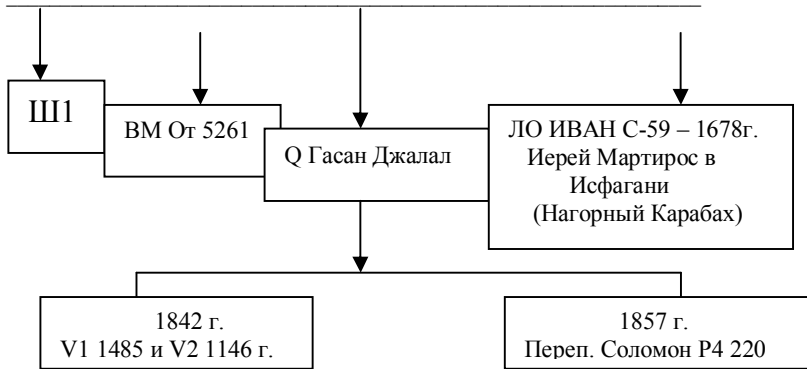 Ш1
ВМ От 5261
Q Гасан Джалал
ЛО ИВАН С-59 – 1678г.
Иерей Мартирос в
Исфагани
(Нагорный Карабах)
1842 г.
V1 1485 и V2 1146 г.
1857 г.
Переп. Соломон Р4 220